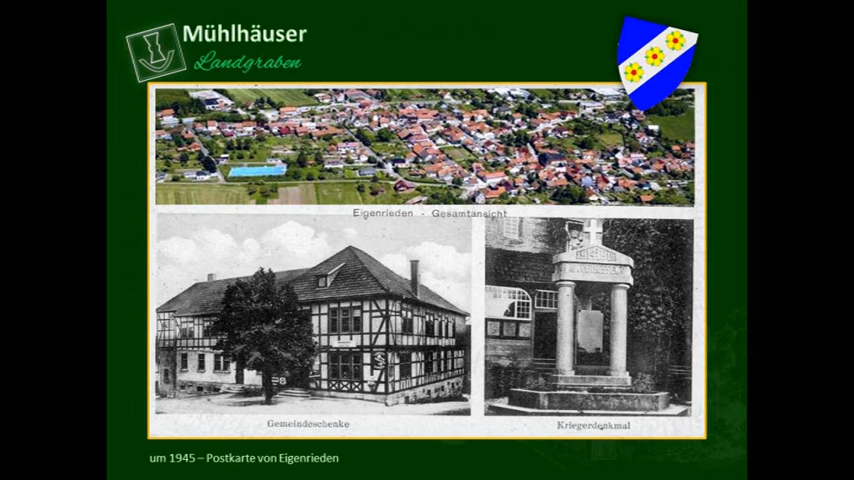 Mühlhäuser
Landgraben
Eigenrieden - Gesamtansicht
Gemeindeschenke
Kriegerdenkmal
um 1945 – Postkarte von Eigenrieden